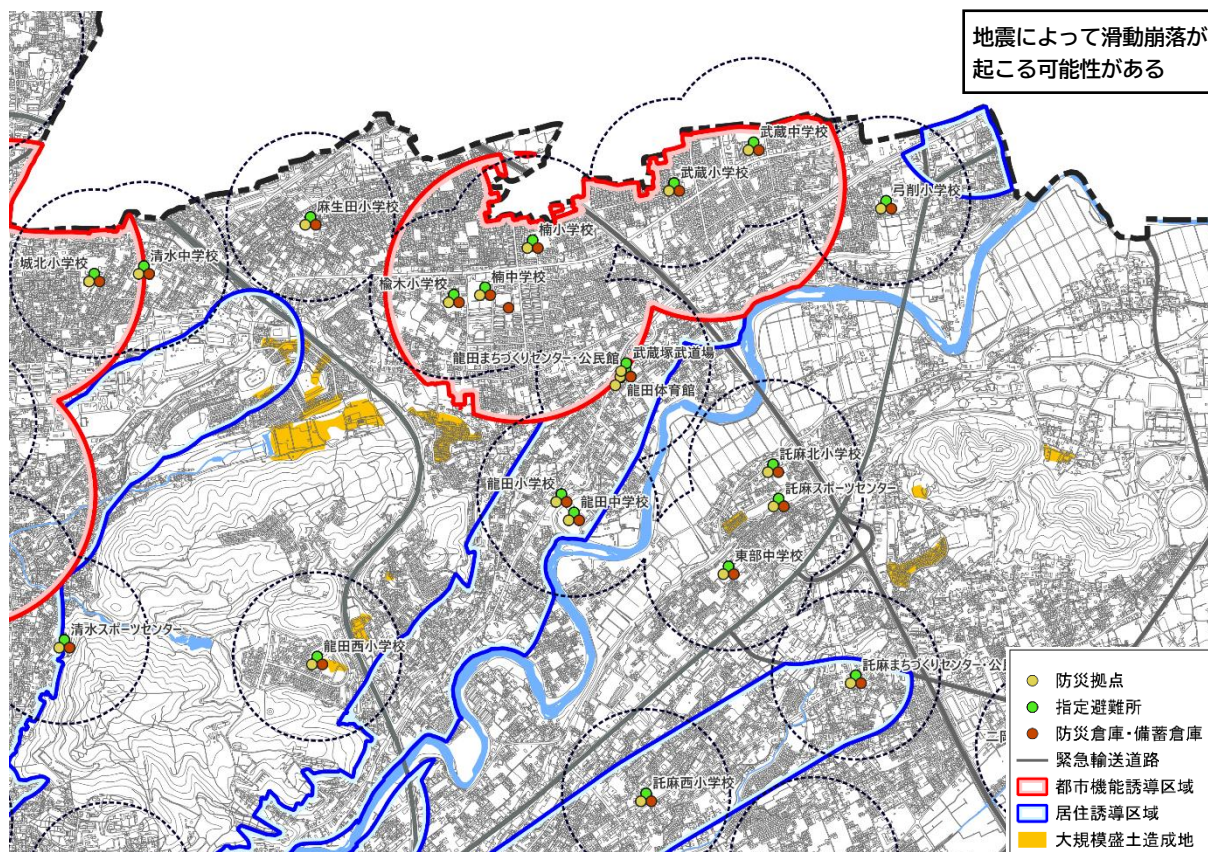 地震によって滑動崩落が
起こる可能性がある
武蔵中学校
武蔵小学校
弓削小学校
麻生田小学校
楠小学校
城北小学校
清水中学校
楠中学校
楡木小学校
龍田まちづくりセンター・公民館
武蔵塚武道場
龍田体育館
託麻北小学校
託麻スポーツセンター
龍田小学校
龍田中学校
東部中学校
清水スポーツセンター
龍田西小学校
託麻まちづくりセンター・公
託麻西小学校
防災拠点
指定避難所
防災倉庫・備蓄倉庫
緊急輸送道路
都市機能誘導区域
居住誘導区域
大規模盛土造成地